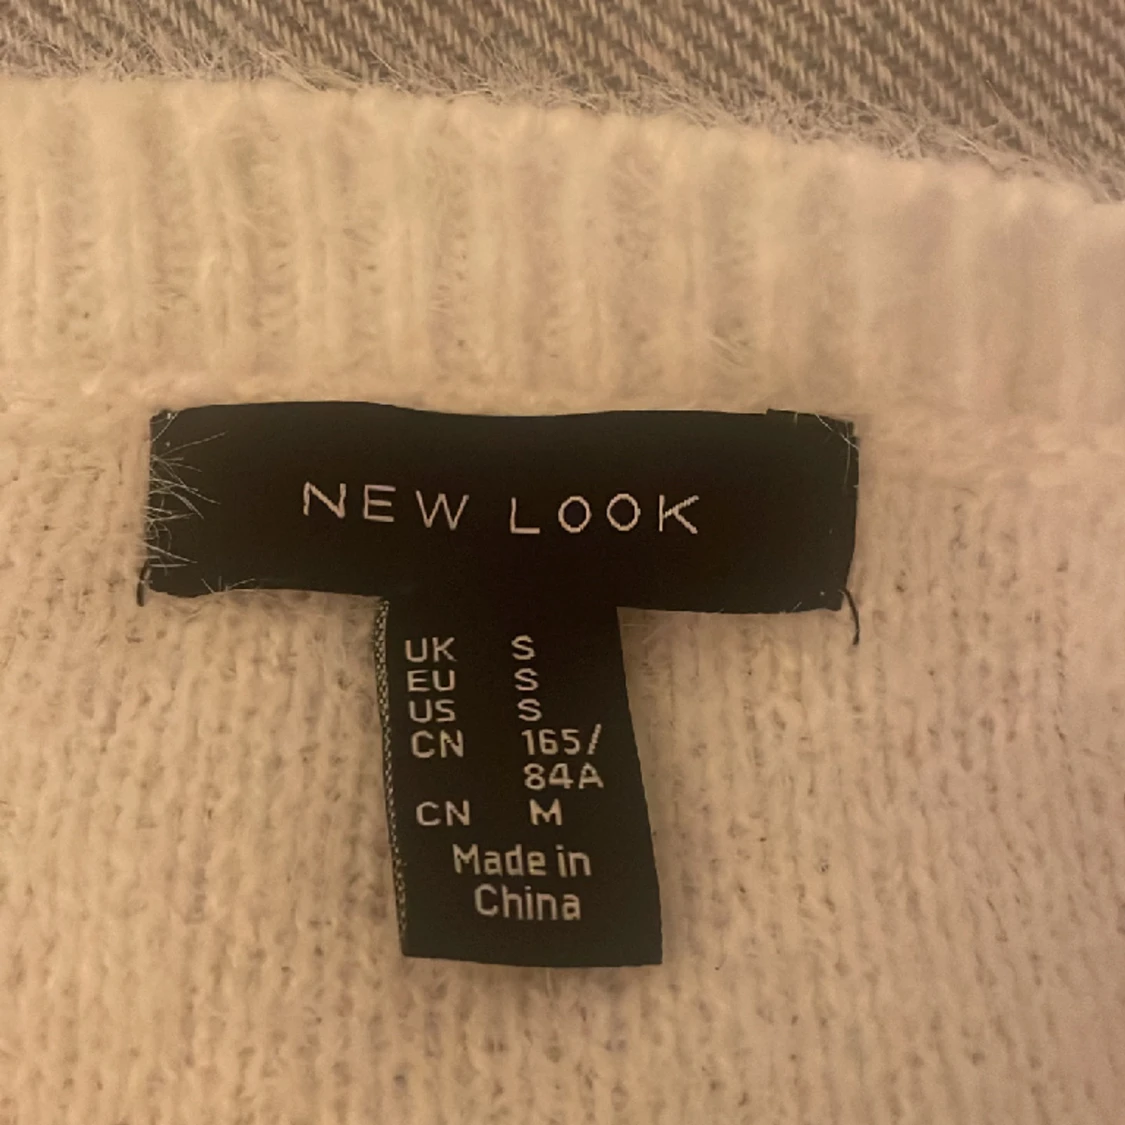 NEW LOOK
UK S
EU S
US S
CN 165/
84A
CN M
Made in
China